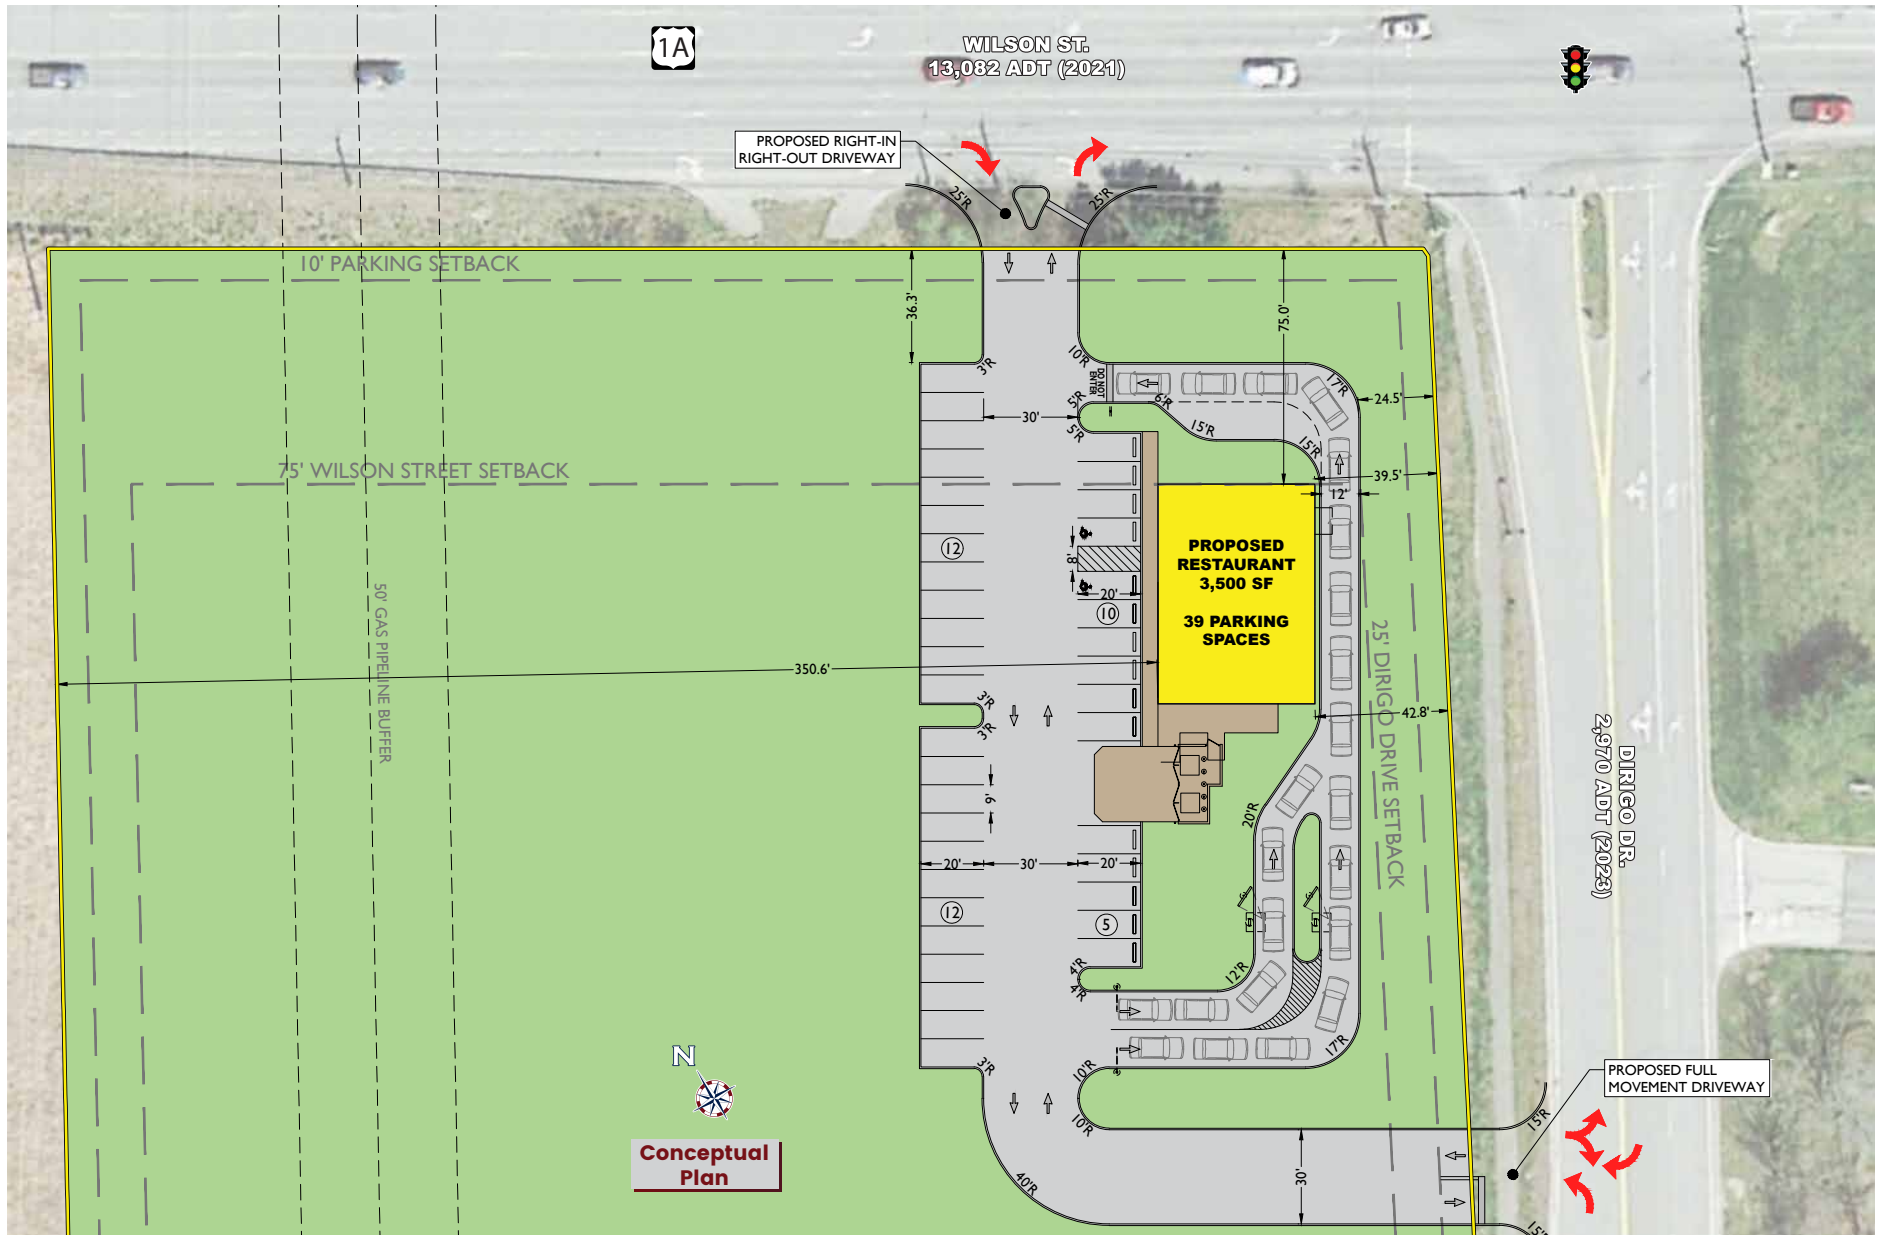 1A
WILSON ST.
13,082 ADT (2021)
PROPOSED RIGHT-IN
RIGHT-OUT DRIVEWAY
25'R
25'R
10' PARKING SETBACK
36.3'
75.0'
3'R
10'R
DO NOT
ENTER
17'R
24.5'
5'R
6'R
30'
5'R
15'R
15'R
75' WILSON STREET SETBACK
39.5'
12'
PROPOSED
RESTAURANT
3,500 SF
39 PARKING
SPACES
12
8'
20'
10
50' GAS PIPELINE BUFFER
25' DIRIGO DRIVE SETBACK
350.6'
3'R
3'R
42.8'
DIRIGO DR.
2,970 ADT (2023)
9'
20'R
20'
30'
20'
12
5
4'R
4'R
12'R
17'R
3'R
10'R
10'R
N
Conceptual
Plan
PROPOSED FULL
MOVEMENT DRIVEWAY
15'R
30'
40'R
15'R